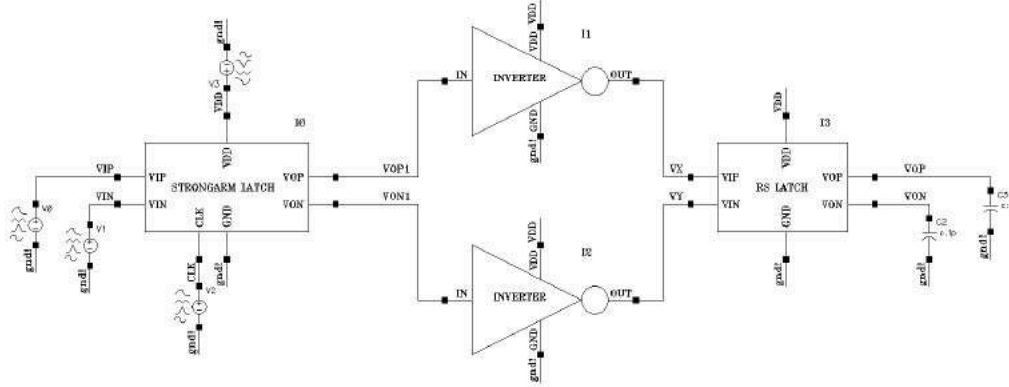 gnd!
V3
VDD
I0
VDD
VIP
VIP
VOP
VOP1
STRONGARM LATCH
VIN
VIN
VON
VON1
CLK
GND
V0
gnd!
V1
gnd!
CLK
gnd!
V2
gnd!
VDD
VDD
I1
IN
INVERTER
OUT
GND
gnd!
VDD
VDD
I2
IN
INVERTER
OUT
GND
gnd!
VDD
I3
VDD
VX
VIP
VOP
VOP
RS LATCH
VY
VIN
VON
VON
GND
gnd!
C3
C2
gnd!
gnd!